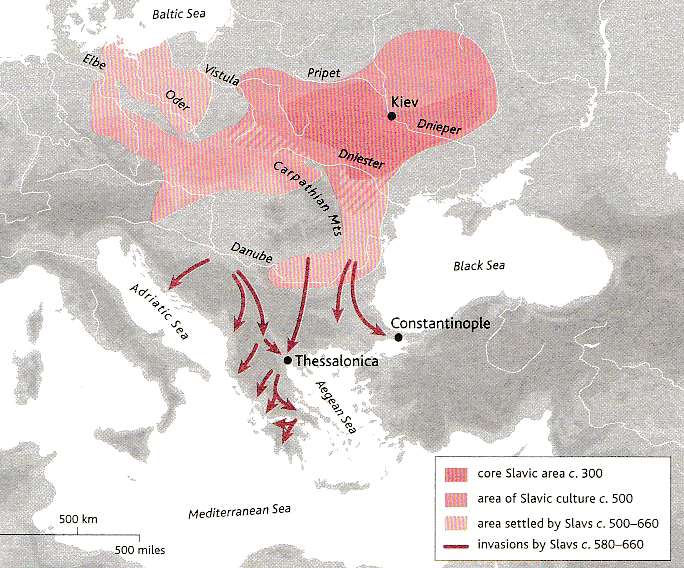 Baltic Sea
Elbe
Oder
Vistula
Pripet
Kiev
Dnieper
Dniester
Carpathian Mts
Danube
Black Sea
Adriatic Sea
Constantinople
Thessalonica
Aegean Sea
Mediterranean Sea
500 km
500 miles
core Slavic area c. 300
area of Slavic culture c. 500
area settled by Slavs c. 500–660
invasions by Slavs c. 580–660